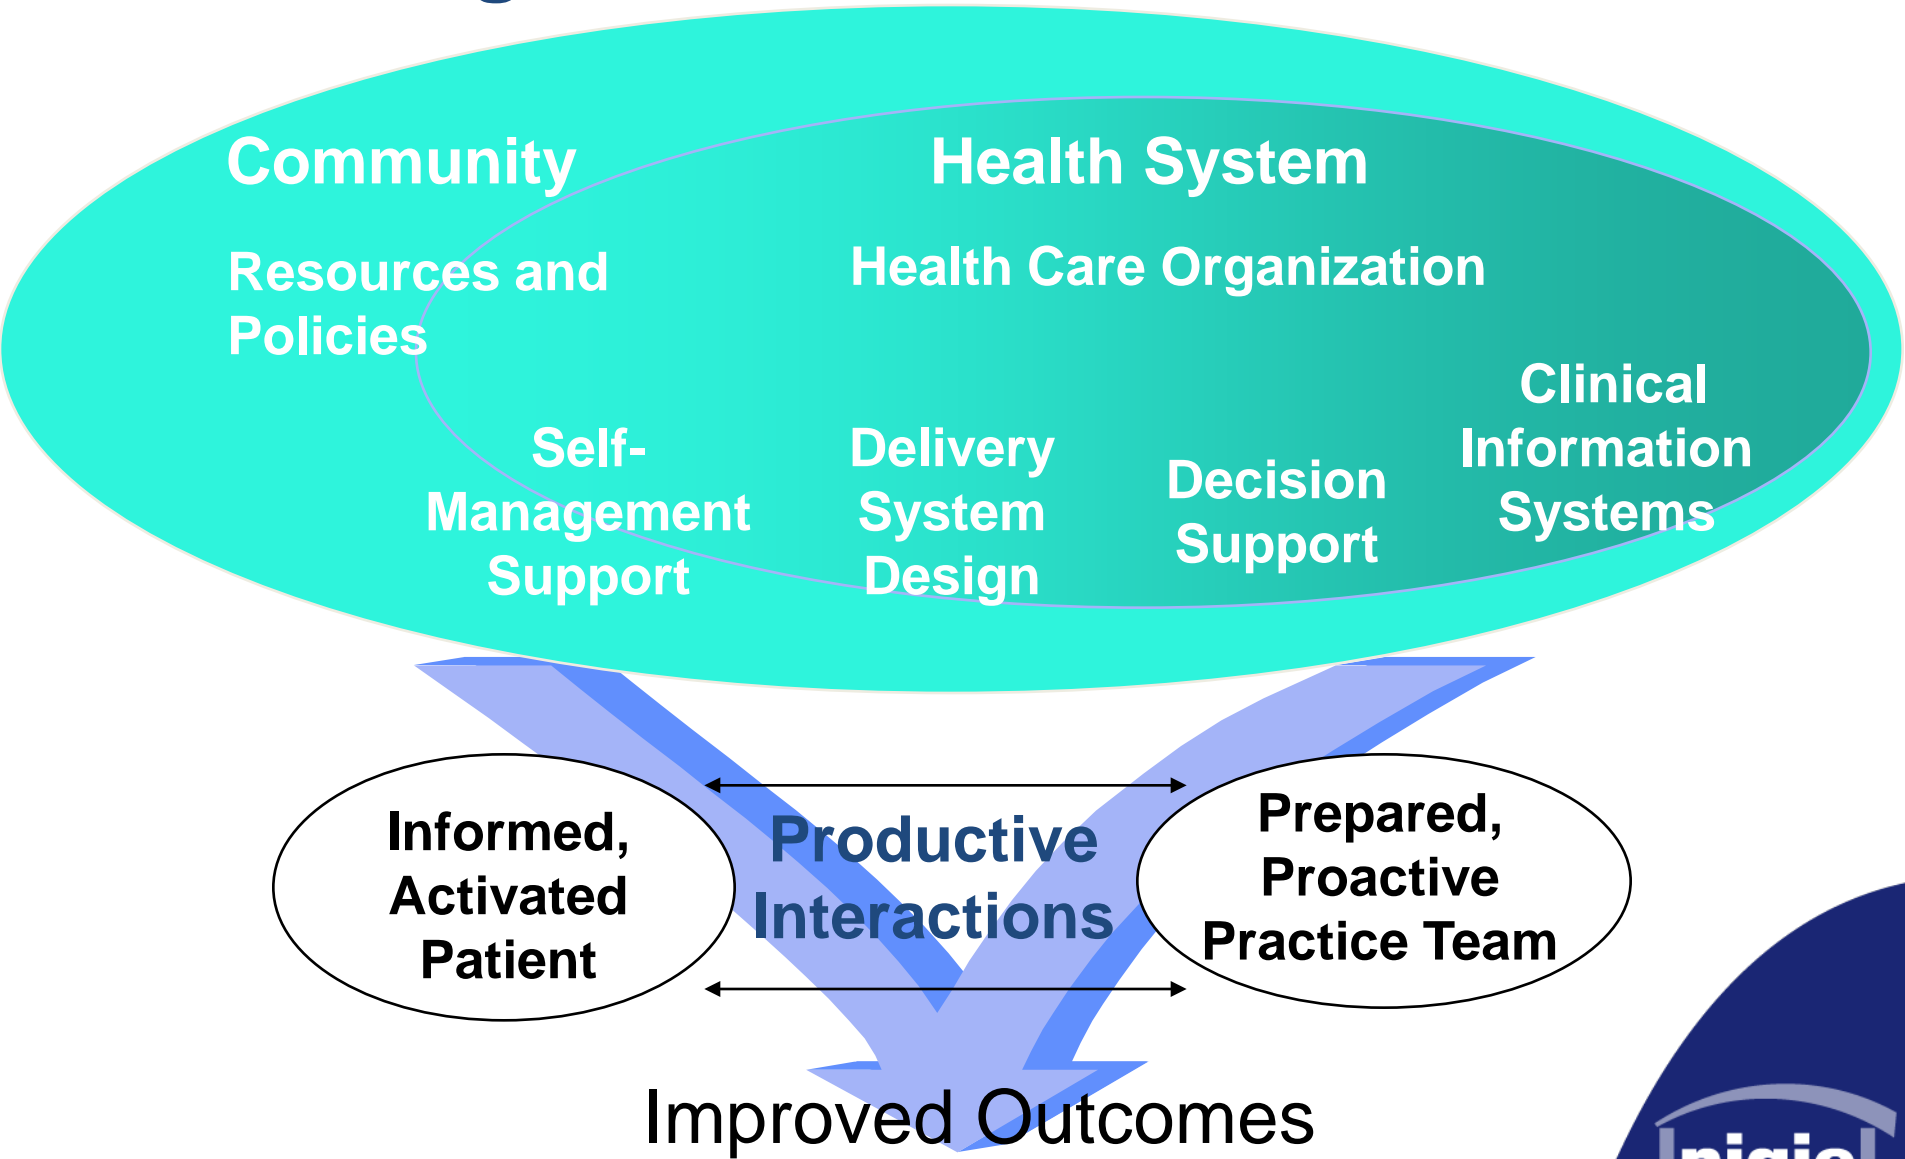 Community
Health System
Resources and
Policies
Health Care Organization
Self-
Management
Support
Delivery
System
Design
Decision
Support
Clinical
Information
Systems
Informed,
Activated
Patient
Productive
Interactions
Prepared,
Proactive
Practice Team
Improved Outcomes